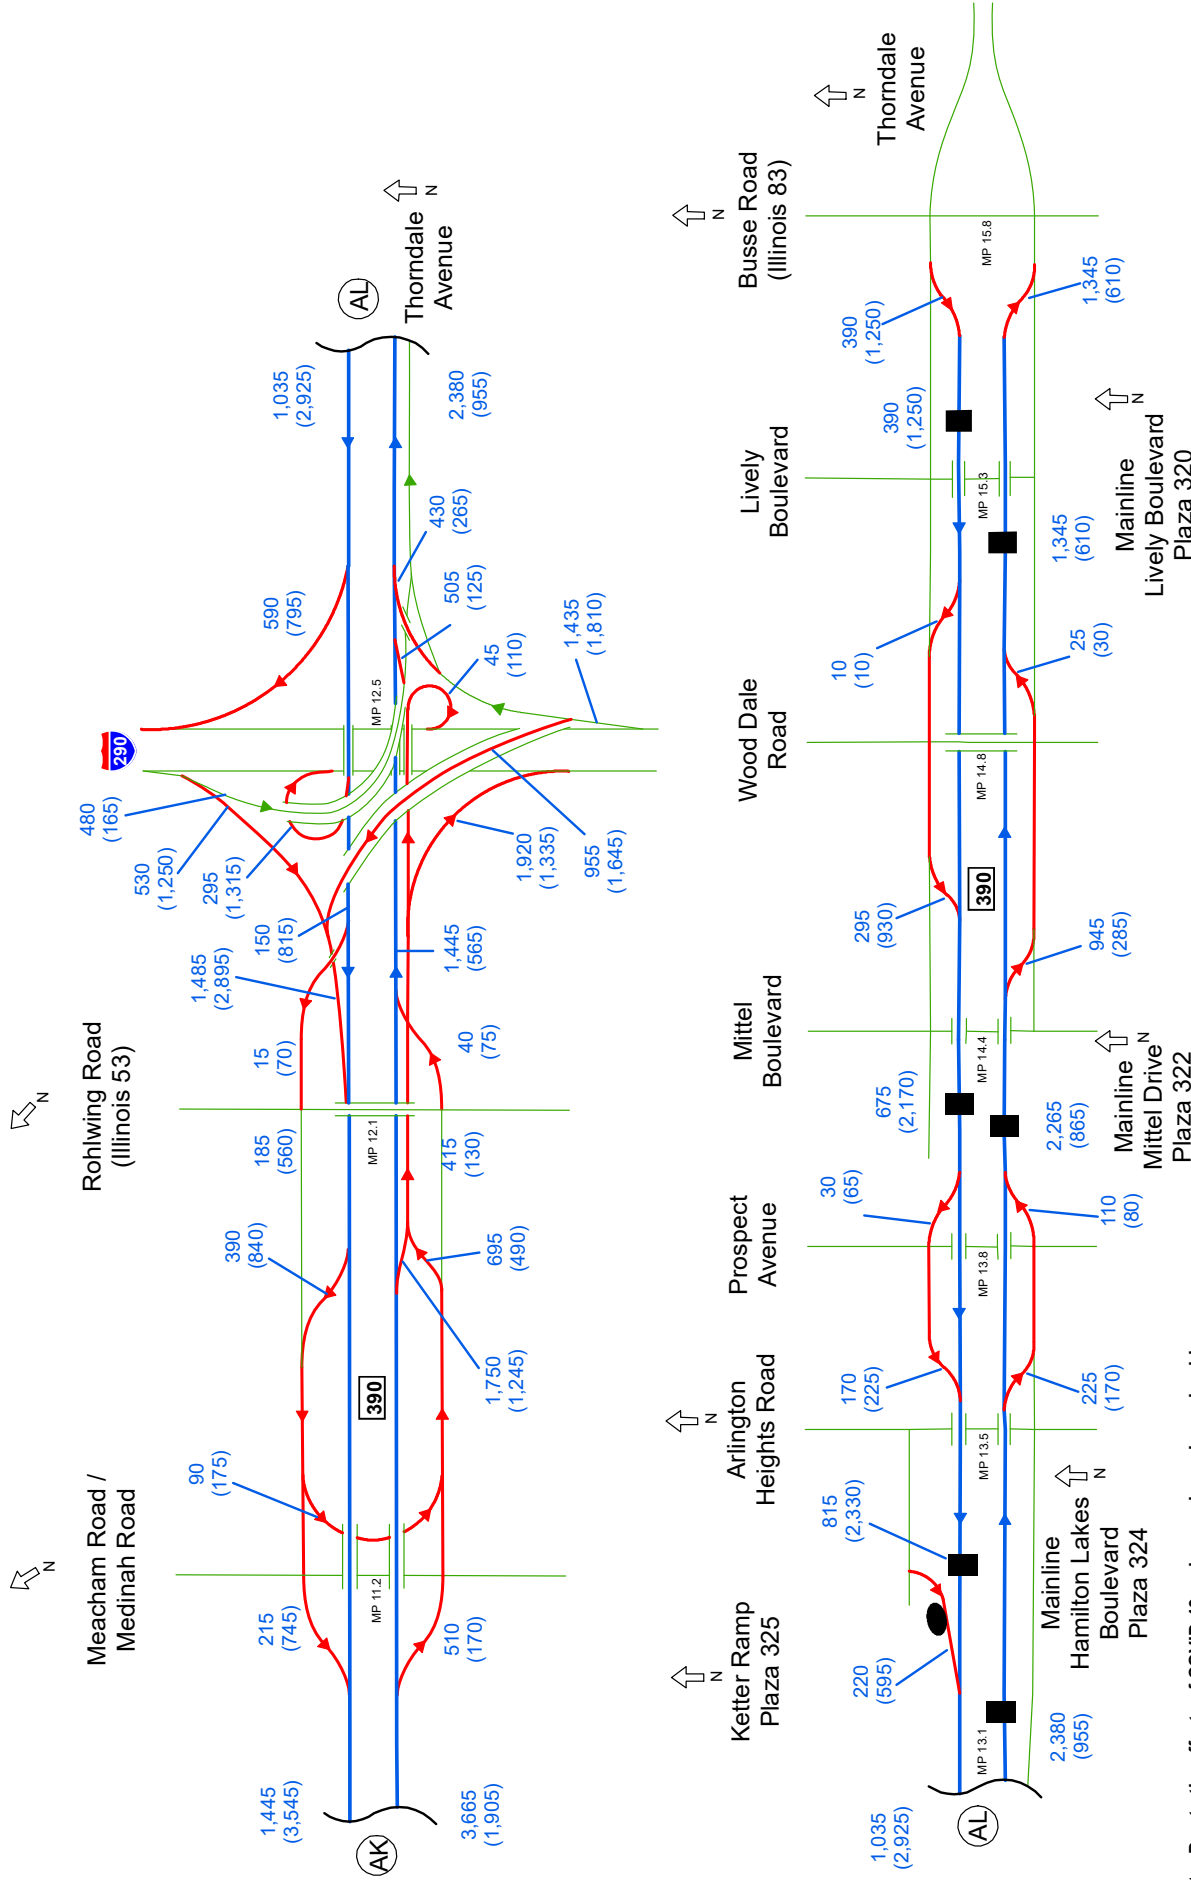 N
N
Meacham Road /
Medinah Road
Rohlwing Road
(Illinois 53)
290
480
(165)
530
(1,250)
295
(1,315)
590
(795)
90
(175)
215
(745)
390
(840)
185
(560)
15
(70)
1,485
(2,895)
150
(815)
1,445
(3,545)
1,035
(2,925)
AK
MP 11.2
390
MP 12.1
MP 12.5
AL
Thorndale
Avenue
N
3,665
(1,905)
510
(170)
1,750
(1,245)
695
(490)
415
(130)
40
(75)
1,445
(565)
1,920
(1,335)
955
(1,645)
45
(110)
1,435
(1,810)
505
(125)
430
(265)
2,380
(955)
N
N
N
N
Ketter Ramp
Plaza 325
Arlington
Heights Road
Prospect
Avenue
Mittel
Boulevard
Wood Dale
Road
Lively
Boulevard
Busse Road
(Illinois 83)
Thorndale
Avenue
1,035
(2,925)
220
(595)
815
(2,330)
170
(225)
30
(65)
675
(2,170)
295
(930)
10
(10)
390
(1,250)
390
(1,250)
AL
MP 13.1
MP 13.5
MP 13.8
MP 14.4
390
MP 14.8
MP 15.3
MP 15.8
2,380
(955)
225
(170)
110
(80)
2,265
(865)
945
(285)
25
(30)
1,345
(610)
1,345
(610)
N
Mainline
Hamilton Lakes
Boulevard
Plaza 324
N
Mainline
Mittel Drive
Plaza 322
N
Mainline
Lively Boulevard
Plaza 320